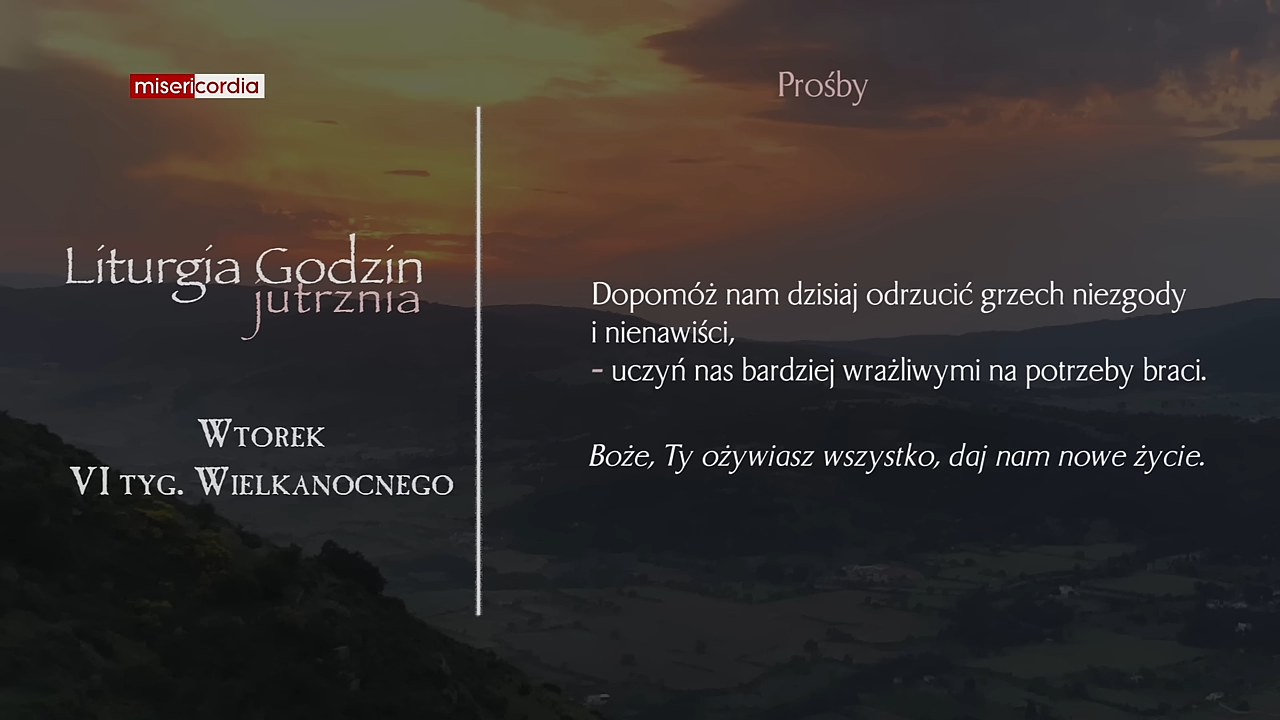 misericordia
Liturgia Godzin
jutrznia
Wtorek
VI tyg. Wielkanocnego
Prośby
Dopomóż nam dzisiaj odrzucić grzech niezgody
i nienawiści,
- uczyń nas bardziej wrażliwymi na potrzeby braci.
Boże, Ty ożywiasz wszystko, daj nam nowe życie.